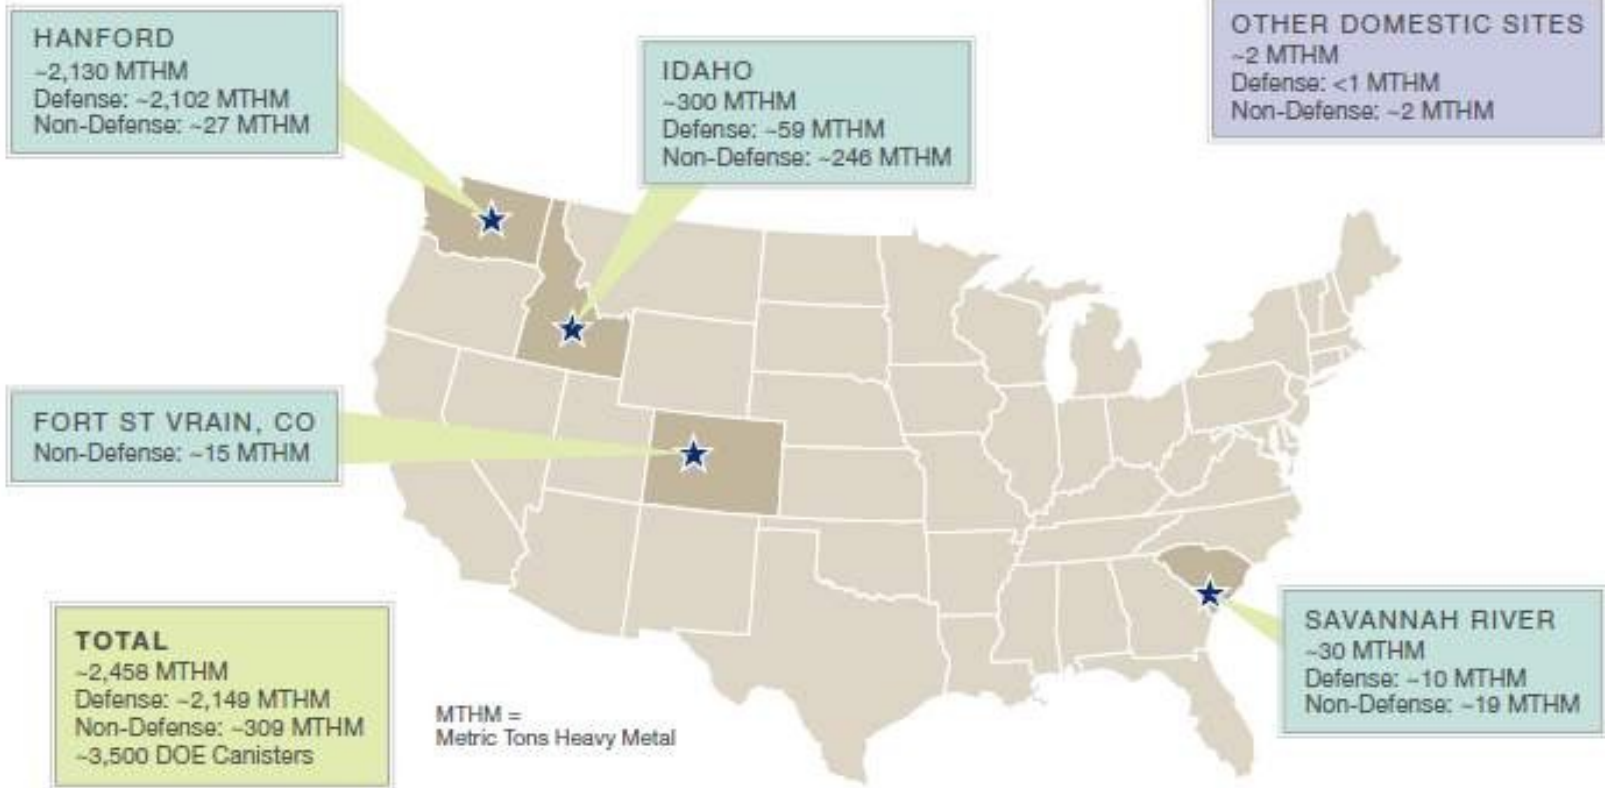 HANFORD
~2,130 MTHM
Defense: ~2,102 MTHM
Non-Defense: ~27 MTHM
IDAHO
~300 MTHM
Defense: ~59 MTHM
Non-Defense: ~246 MTHM
OTHER DOMESTIC SITES
~2 MTHM
Defense: <1 MTHM
Non-Defense: ~2 MTHM
FORT ST VRAIN, CO
Non-Defense: ~15 MTHM
TOTAL
~2,458 MTHM
Defense: ~2,149 MTHM
Non-Defense: ~309 MTHM
~3,500 DOE Canisters
MTHM =
Metric Tons Heavy Metal
SAVANNAH RIVER
~30 MTHM
Defense: ~10 MTHM
Non-Defense: ~19 MTHM